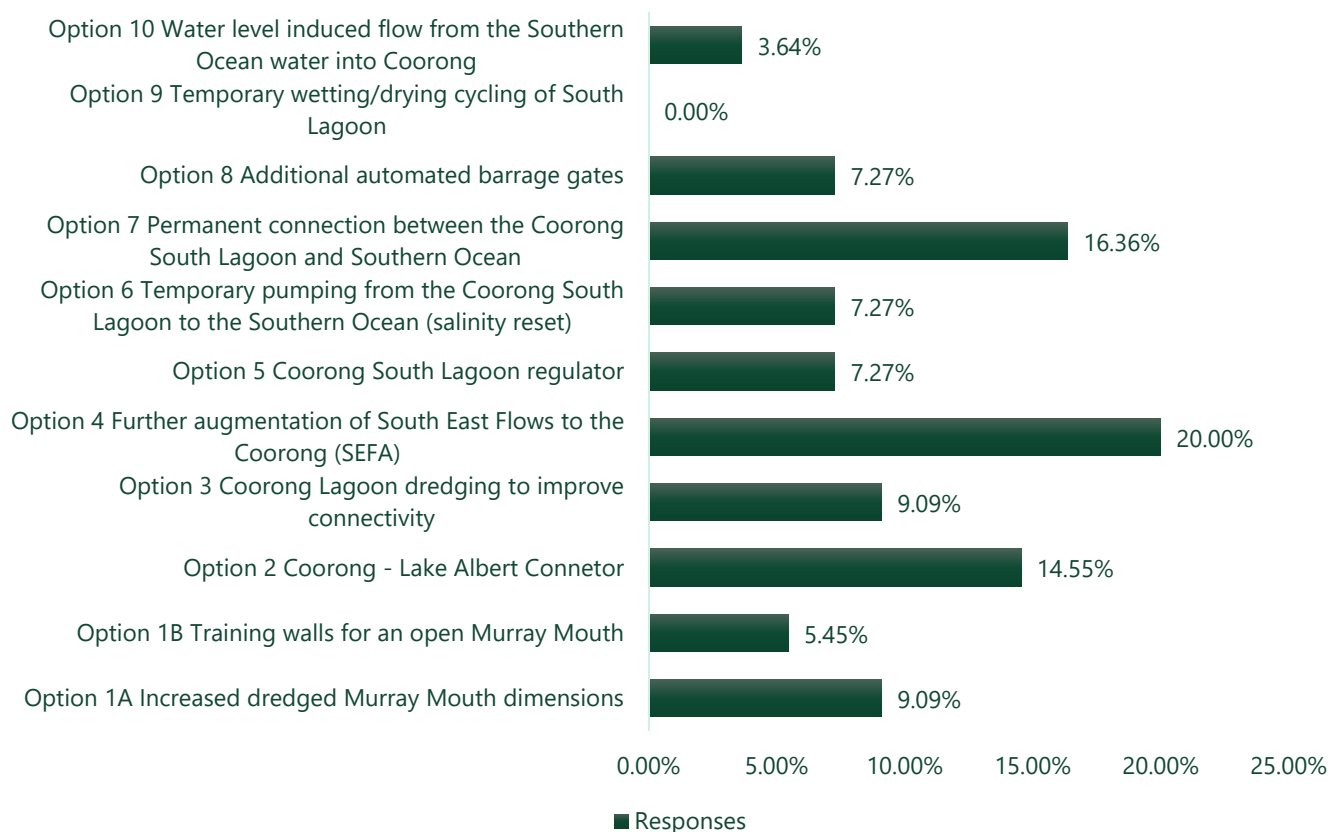 Option 10 Water level induced flow from the Southern
Ocean water into Coorong
3.64%
Option 9 Temporary wetting/drying cycling of South
Lagoon
0.00%
Option 8 Additional automated barrage gates
7.27%
Option 7 Permanent connection between the Coorong
South Lagoon and Southern Ocean
16.36%
Option 6 Temporary pumping from the Coorong South
Lagoon to the Southern Ocean (salinity reset)
7.27%
Option 5 Coorong South Lagoon regulator
7.27%
Option 4 Further augmentation of South East Flows to the
Coorong (SEFA)
20.00%
Option 3 Coorong Lagoon dredging to improve
connectivity
9.09%
Option 2 Coorong - Lake Albert Connetor
14.55%
Option 1B Training walls for an open Murray Mouth
5.45%
Option 1A Increased dredged Murray Mouth dimensions
9.09%
0.00% 5.00% 10.00% 15.00% 20.00% 25.00%
Responses